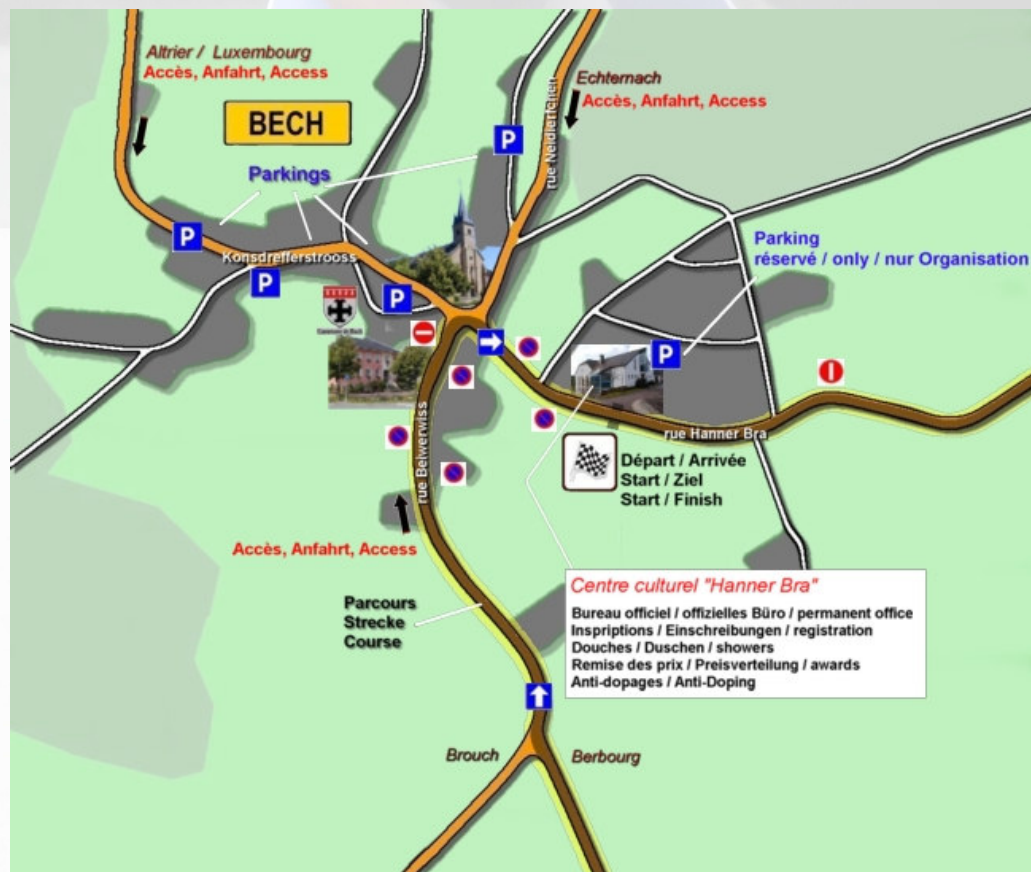 Altrier / Luxembourg
Accès, Anfahrt, Access
BECH
Echternach
Accès, Anfahrt, Access
P
Parkings
P
P
P
Konsdrefferstrooss
Parking
réservé / only / nur Organisation
P
rue Hanner Bra
Départ / Arrivée
Start / Ziel
Start / Finish
Accès, Anfahrt, Access
Parcours
Strecke
Course
Centre culturel "Hanner Bra"
Bureau officiel / offizielles Büro / permanent office
Inspriptions / Einschreibungen / registration
Douches / Duschen / showers
Remise des prix / Preisverteilung / awards
Anti-dopages / Anti-Doping
Brouch
Berbourg
rue
rue Belwerwiss